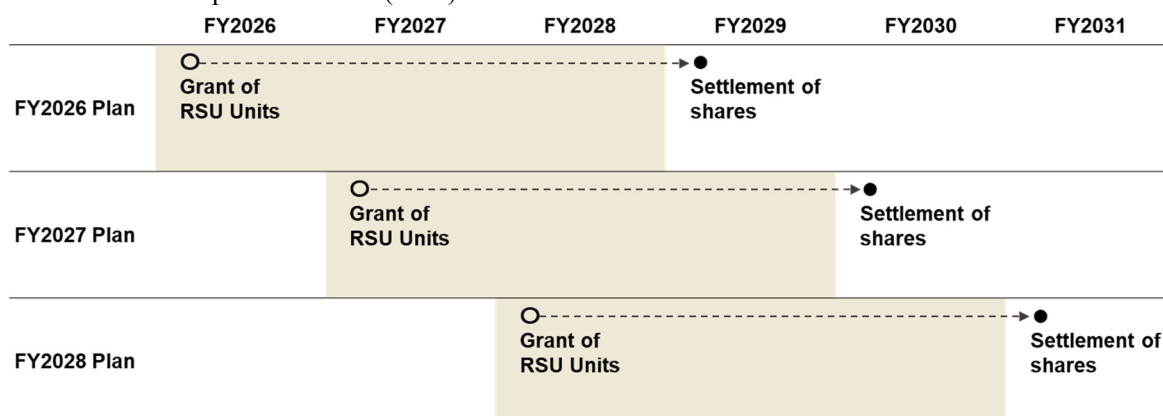 FY2026 FY2027 FY2028 FY2029 FY2030 FY2031
FY2026 Plan
Grant of
RSU Units
Settlement of
shares
FY2027 Plan
Grant of
RSU Units
Settlement of
shares
FY2028 Plan
Grant of
RSU Units
Settlement of
shares